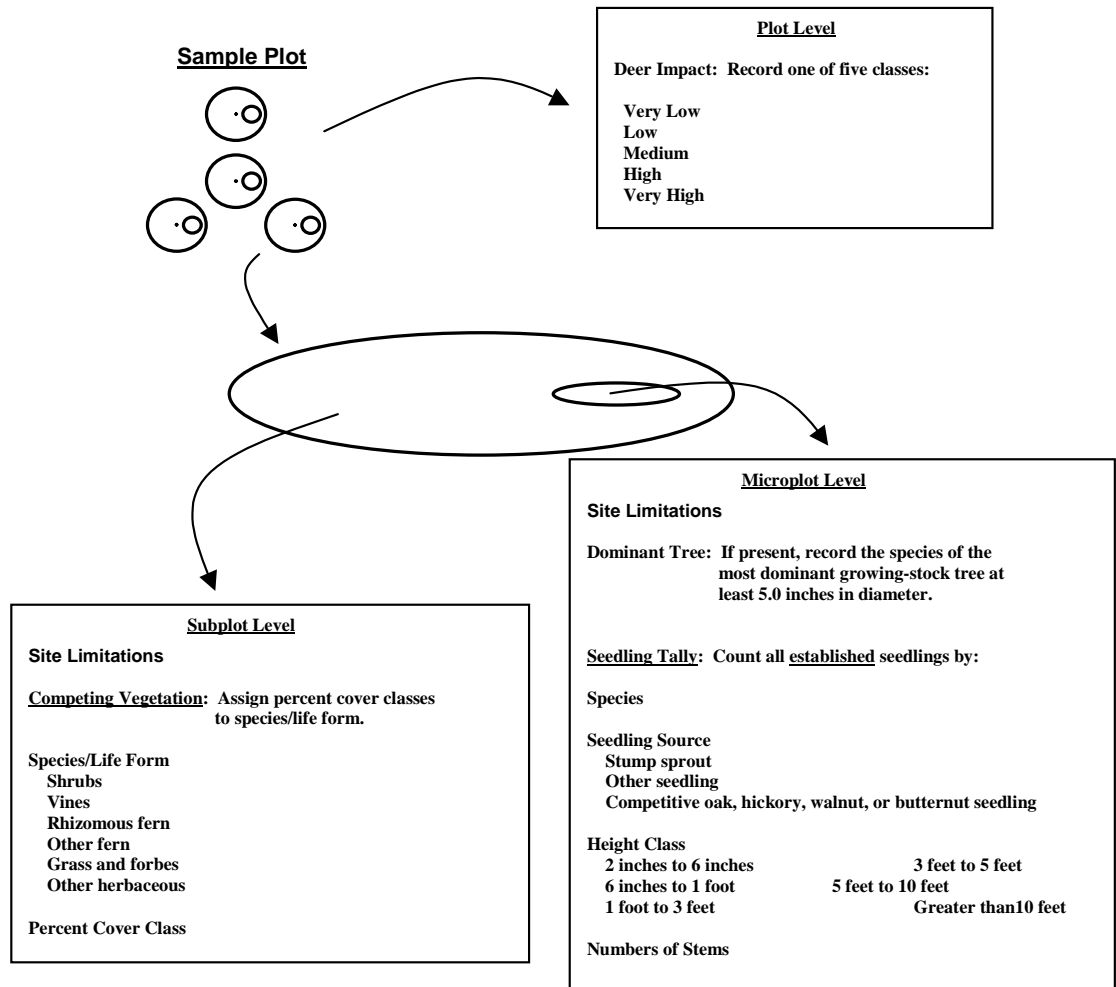 Sample Plot
Plot Level
Deer Impact: Record one of five classes:
Very Low
Low
Medium
High
Very High
Subplot Level
Site Limitations
Competing Vegetation: Assign percent cover classes
to species/life form.
Species/Life Form
Shrubs
Vines
Rhizomous fern
Other fern
Grass and forbes
Other herbaceous
Percent Cover Class
Microplot Level
Site Limitations
Dominant Tree: If present, record the species of the
most dominant growing-stock tree at
least 5.0 inches in diameter.
Seedling Tally: Count all established seedlings by:
Species
Seedling Source
Stump sprout
Other seedling
Competitive oak, hickory, walnut, or butternut seedling
Height Class
2 inches to 6 inches 3 feet to 5 feet
6 inches to 1 foot 5 feet to 10 feet
1 foot to 3 feet Greater than10 feet
Numbers of Stems